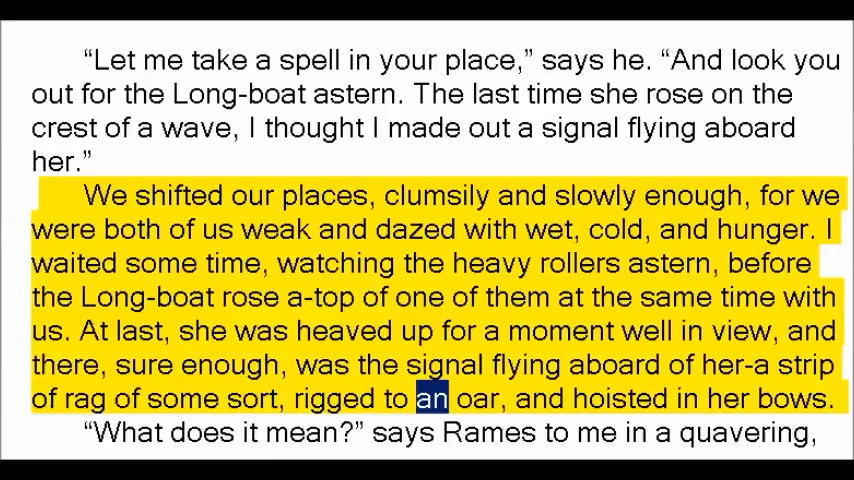 “Let me take a spell in your place,” says he. “And look you
out for the Long-boat astern. The last time she rose on the
crest of a wave, I thought I made out a signal flying aboard
her.”
We shifted our places, clumsily and slowly enough, for we
were both of us weak and dazed with wet, cold, and hunger. I
waited some time, watching the heavy rollers astern, before
the Long-boat rose a-top of one of them at the same time with
us. At last, she was heaved up for a moment well in view, and
there, sure enough, was the signal flying aboard of her-a strip
of rag of some sort, rigged to an oar, and hoisted in her bows.
“What does it mean?” says Rames to me in a quavering,